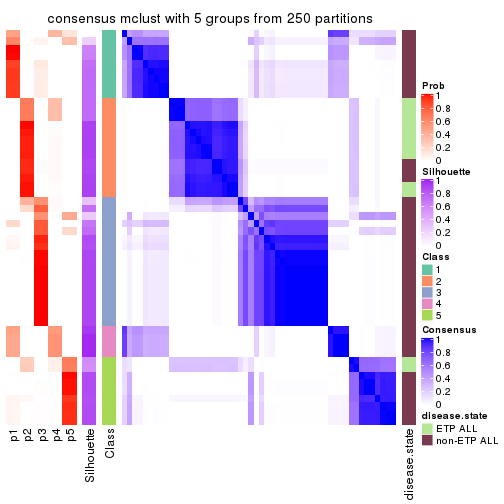 consensus mclust with 5 groups from 250 partitions
Prob
1
0.8
0.6
0.4
0.2
0
Silhouette
1
0.8
0.6
0.4
0.2
0
Class
1
2
3
4
5
Consensus
1
0.8
0.6
0.4
0.2
0
disease.state
ETP ALL
non-ETP ALL
p1
p2
p3
p4
p5
Silhouette
Class
disease.state